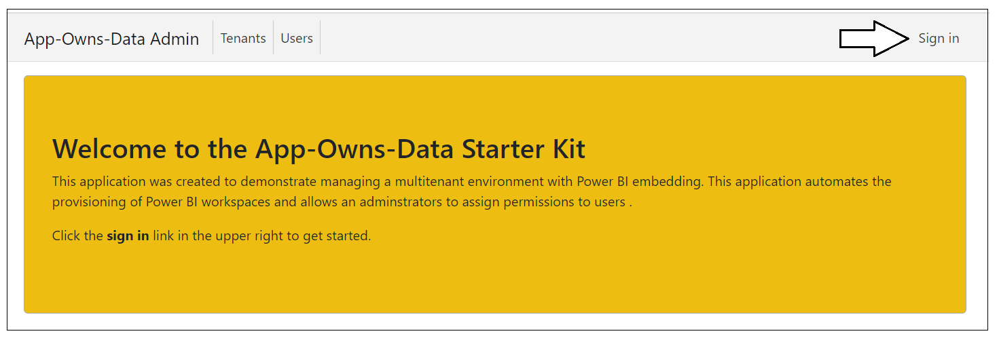 App-Owns-Data Admin Tenants Users Sign in
Welcome to the App-Owns-Data Starter Kit
This application was created to demonstrate managing a multitenant environment with Power BI embedding. This application automates the
provisioning of Power BI workspaces and allows an adminstrators to assign permissions to users .
Click the sign in link in the upper right to get started.